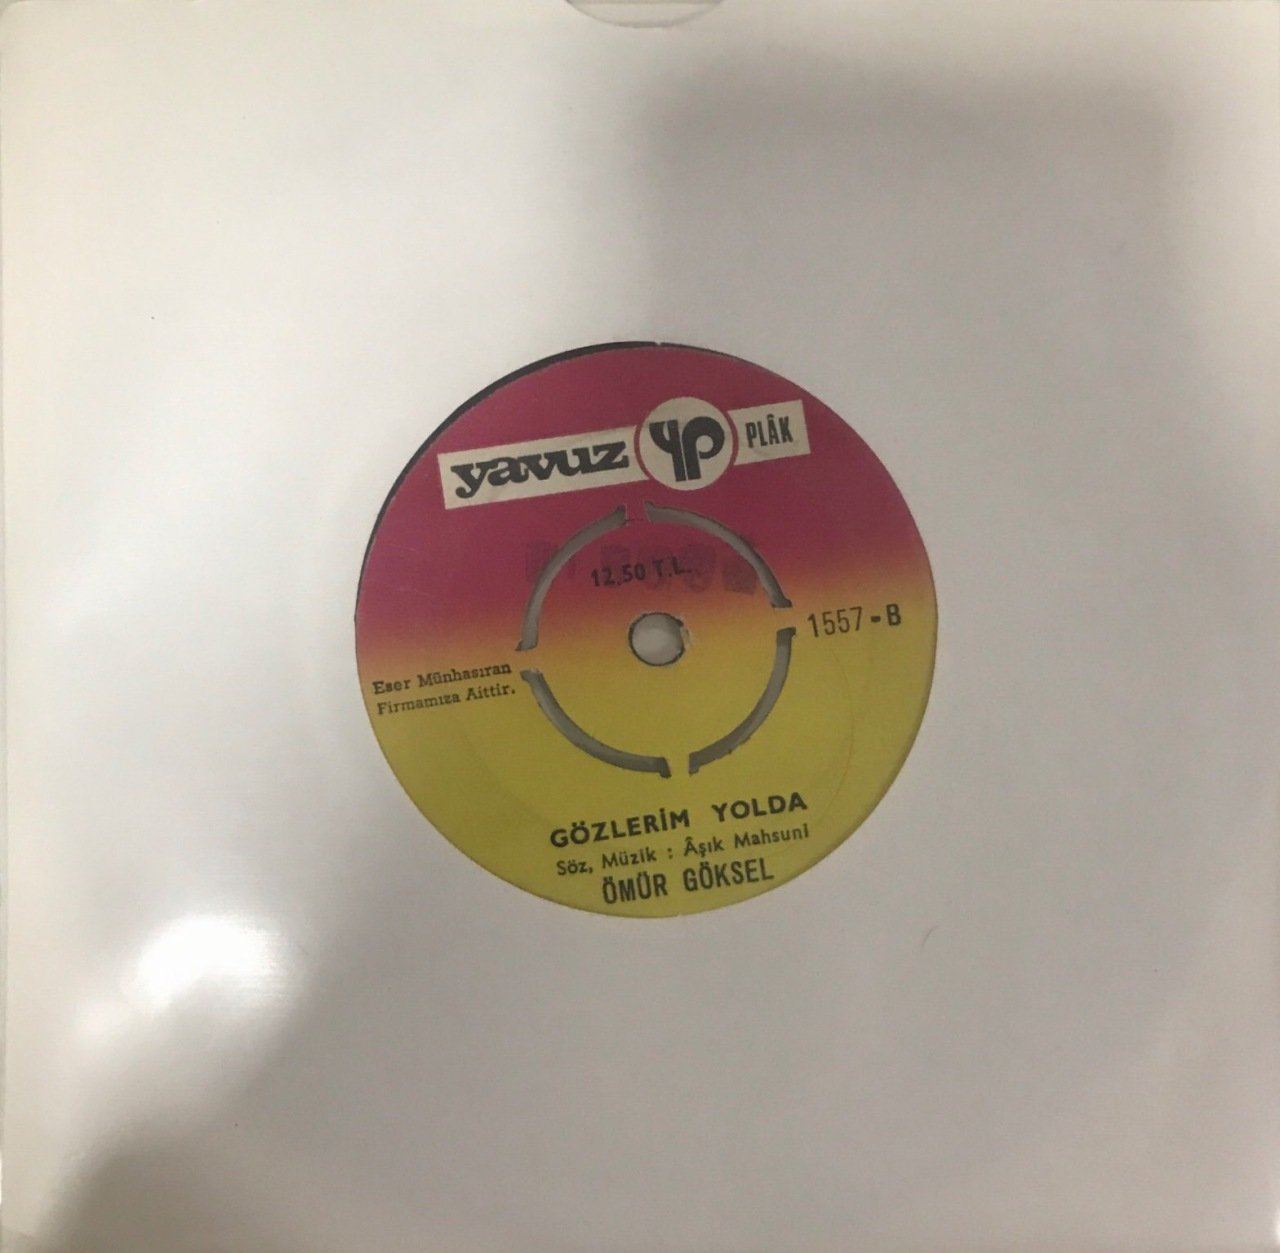 yavuz YP PLÂK
12,50 T.L.
1557-B
Eser Münhasıran
Firmamıza Aittir.
GÖZLERİM YOLDA
Söz, Müzik : Âşık Mahsuni
ÖMÜR GÖKSEL